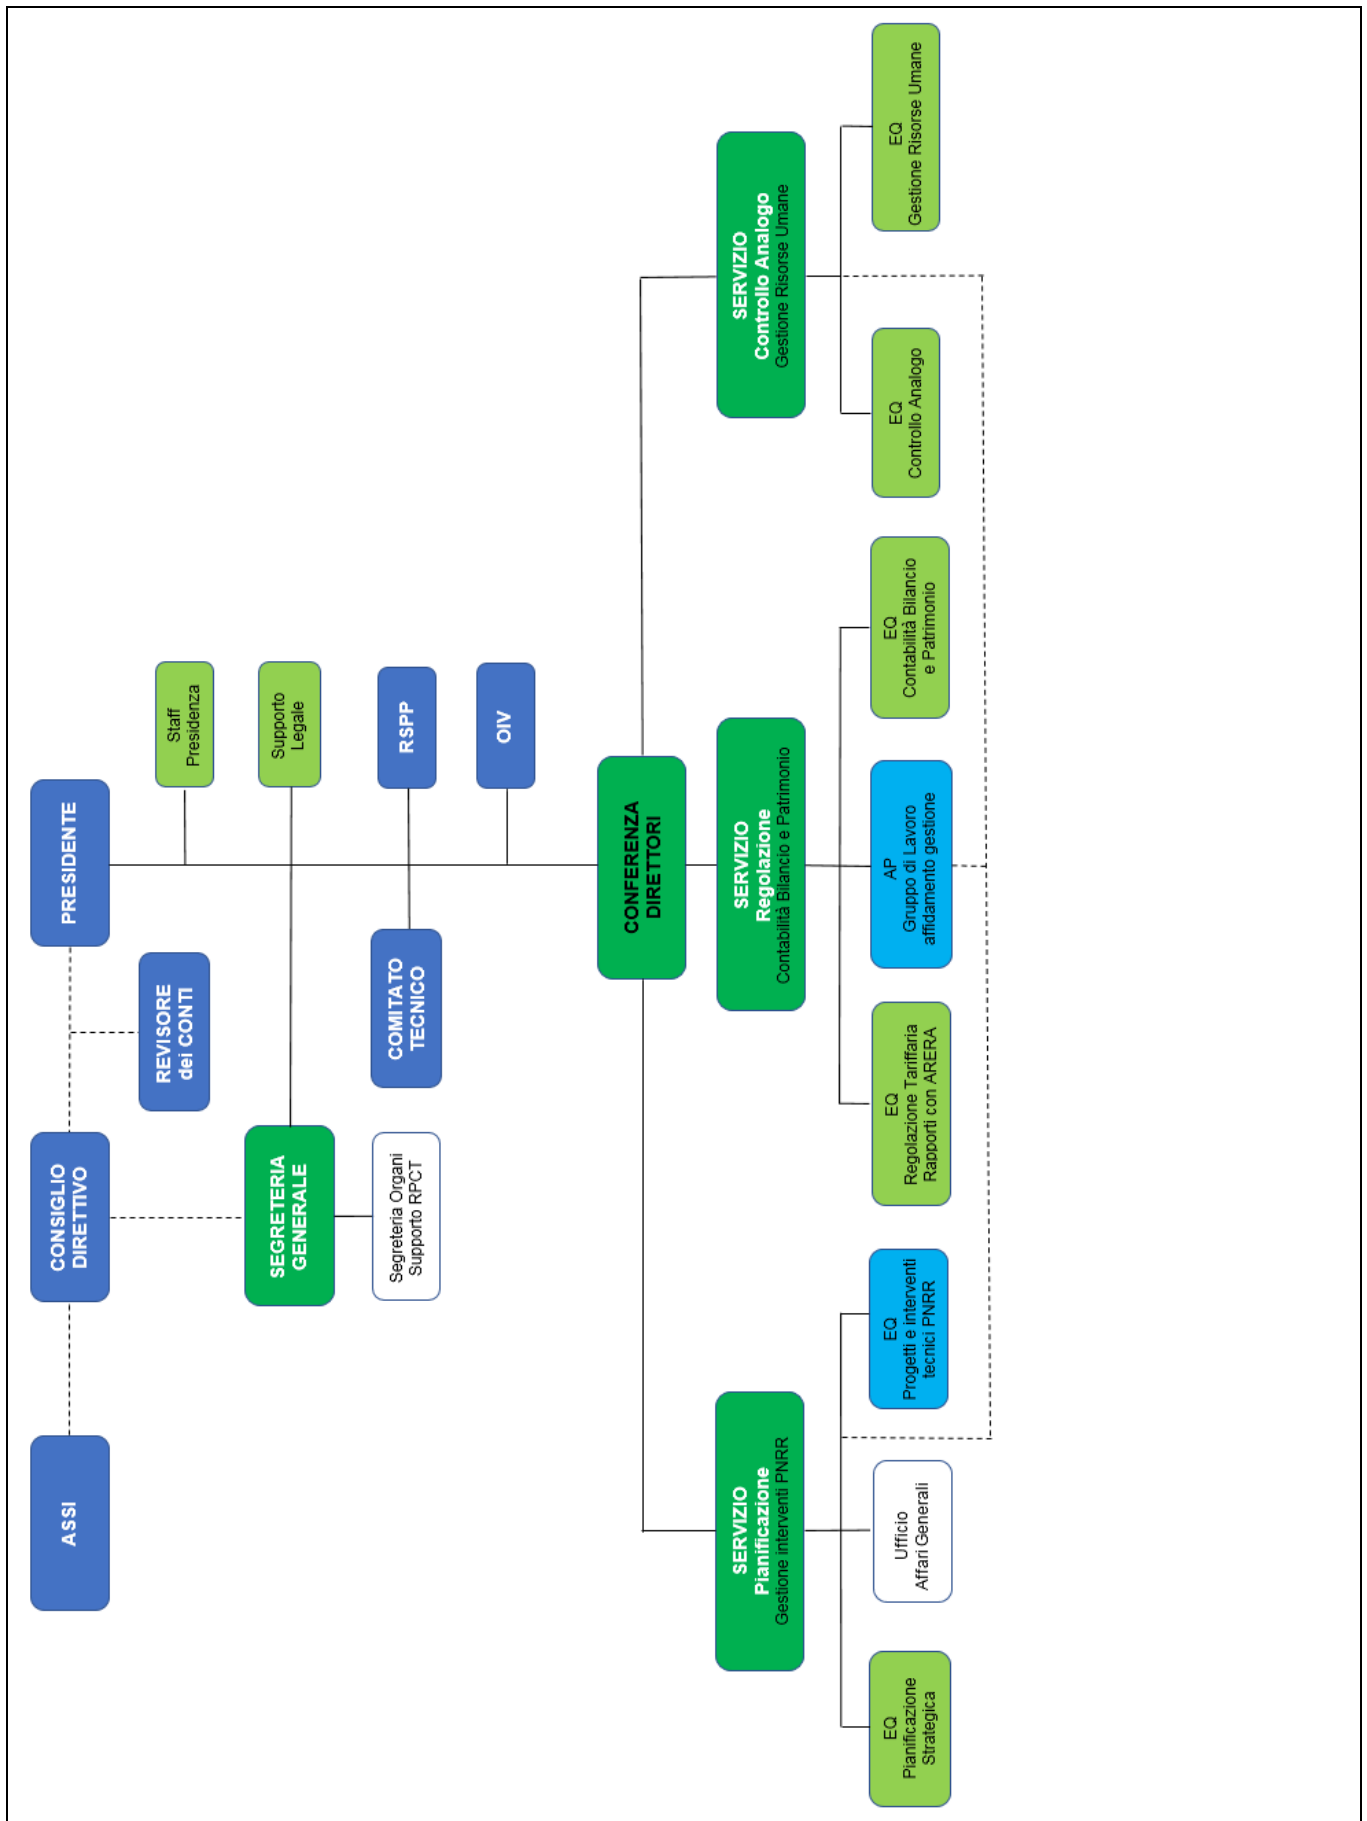 ASSI
CONSIGLIO
DIRETTIVO
PRESIDENTE
REVISORE
dei CONTI
Staff
Presidenza
SEGRETERIA
GENERALE
Supporto
Legale
Segreteria Organi
Supporto RPCT
COMITATO
TECNICO
RSPP
OIV
CONFERENZA
DIRETTORI
SERVIZIO
Pianificazione
Gestione interventi PNRR
SERVIZIO
Regolazione
Contabilità Bilancio e Patrimonio
SERVIZIO
Controllo Analogo
Gestione Risorse Umane
EQ
Pianificazione
Strategica
Ufficio
Affari Generali
EQ
Progetti e interventi
tecnici PNRR
EQ
Regolazione Tariffaria
Rapporti con ARERA
AP
Gruppo di Lavoro
affidamento gestione
EQ
Contabilità Bilancio
e Patrimonio
EQ
Controllo Analogo
EQ
Gestione Risorse Umane